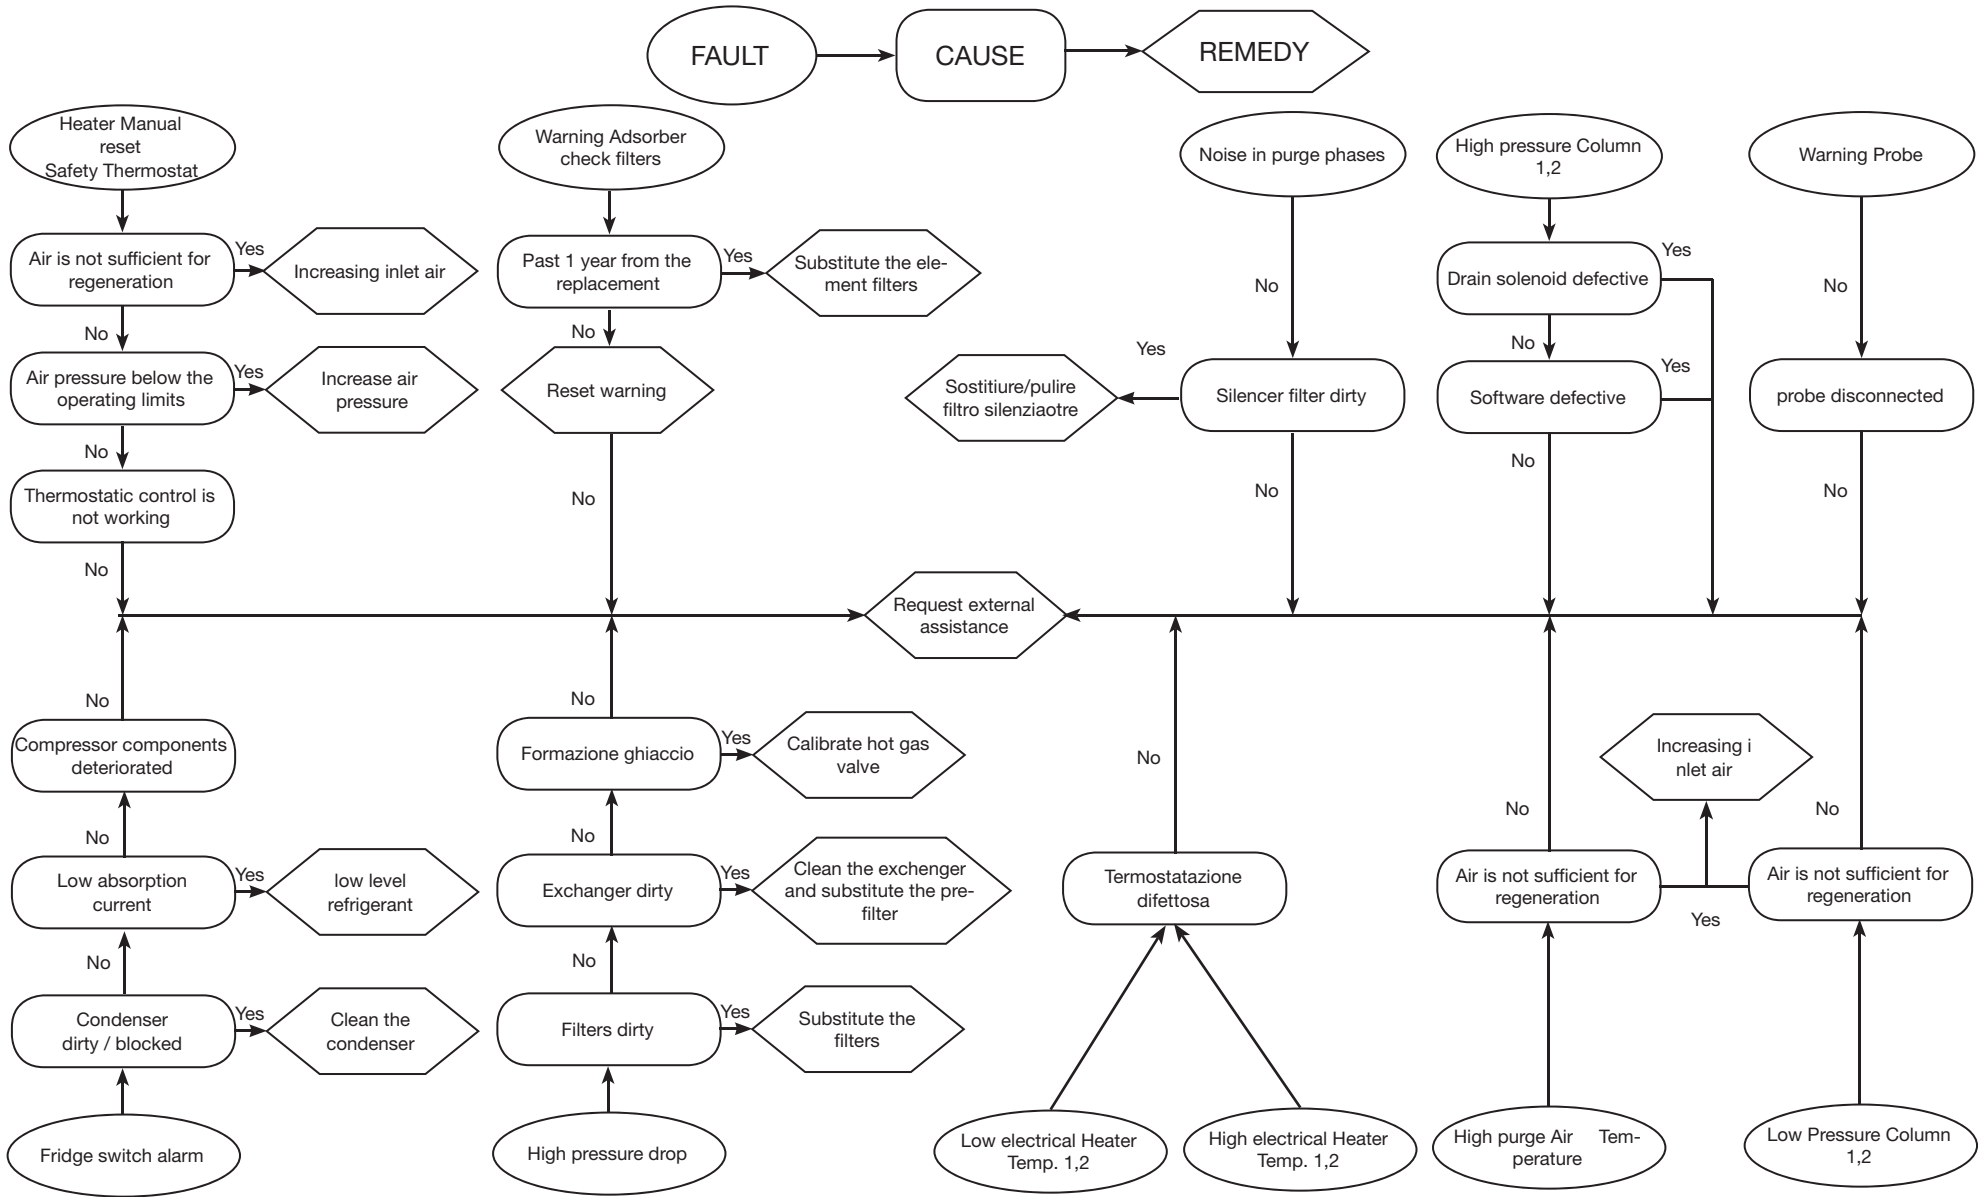 FAULT
CAUSE
REMEDY
Heater Manual
reset
Safety Thermostat
Warning Adsorber
check filters
Noise in purge phases
High pressure Column
1,2
Warning Probe
Air is not sufficient for
regeneration
Yes
Increasing inlet air
Past 1 year from the
replacement
Yes
Substitute the ele-
ment filters
No
Drain solenoid defective
Yes
No
No
Air pressure below the
operating limits
Yes
Increase air
pressure
No
Reset warning
Yes
Sostitiure/pulire
filtro silenziaotre
Silencer filter dirty
No
Software defective
Yes
probe disconnected
No
Thermostatic control is
not working
No
No
No
No
No
Request external
assistance
No
Compressor components
deteriorated
No
Formazione ghiaccio
Yes
Calibrate hot gas
valve
No
Increasing i
nlet air
No
No
No
Low absorption
current
Yes
low level
refrigerant
No
Exchanger dirty
Yes
Clean the exchenger
and substitute the pre-
filter
Termostatazione
difettosa
Air is not sufficient for
regeneration
Yes
Air is not sufficient for
regeneration
No
Condenser
dirty / blocked
Yes
Clean the
condenser
No
Filters dirty
Yes
Substitute the
filters
Fridge switch alarm
High pressure drop
Low electrical Heater
Temp. 1,2
High electrical Heater
Temp. 1,2
High purge Air Tem-
perature
Low Pressure Column
1,2